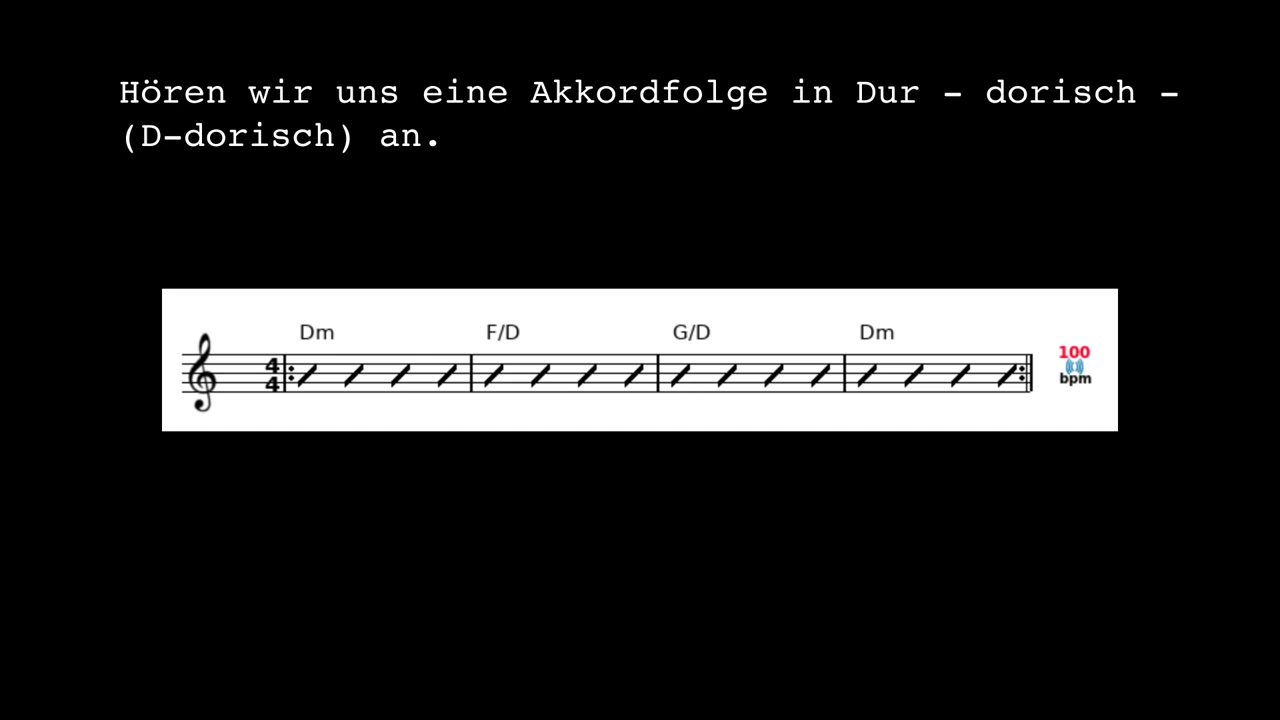 Hören wir uns eine Akkordfolge in Dur - dorisch -
(D-dorisch) an.
Dm F/D G/D Dm
4
4
100
bpm